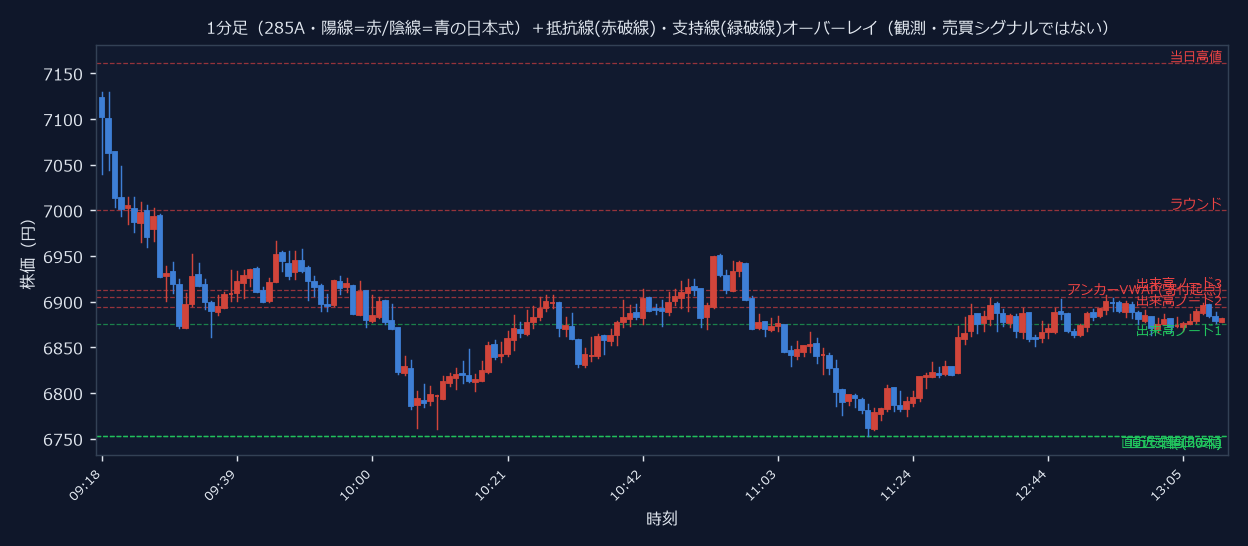 1分足（285A・陽線=赤/陰線=青の日本式）＋抵抗線(赤破線)・支持線(緑破線)オーバーレイ（観測・売買シグナルではない）
株価（円）
7150
7100
7050
7000
6950
6900
6850
6800
6750
当日高値
ラウンド
出来高ノード3
アンカーVWAP(寄付起点)
出来高ノード2
出来高ノード1
09:18
09:39
10:00
10:21
10:42
11:03
11:24
12:44
13:05
時刻